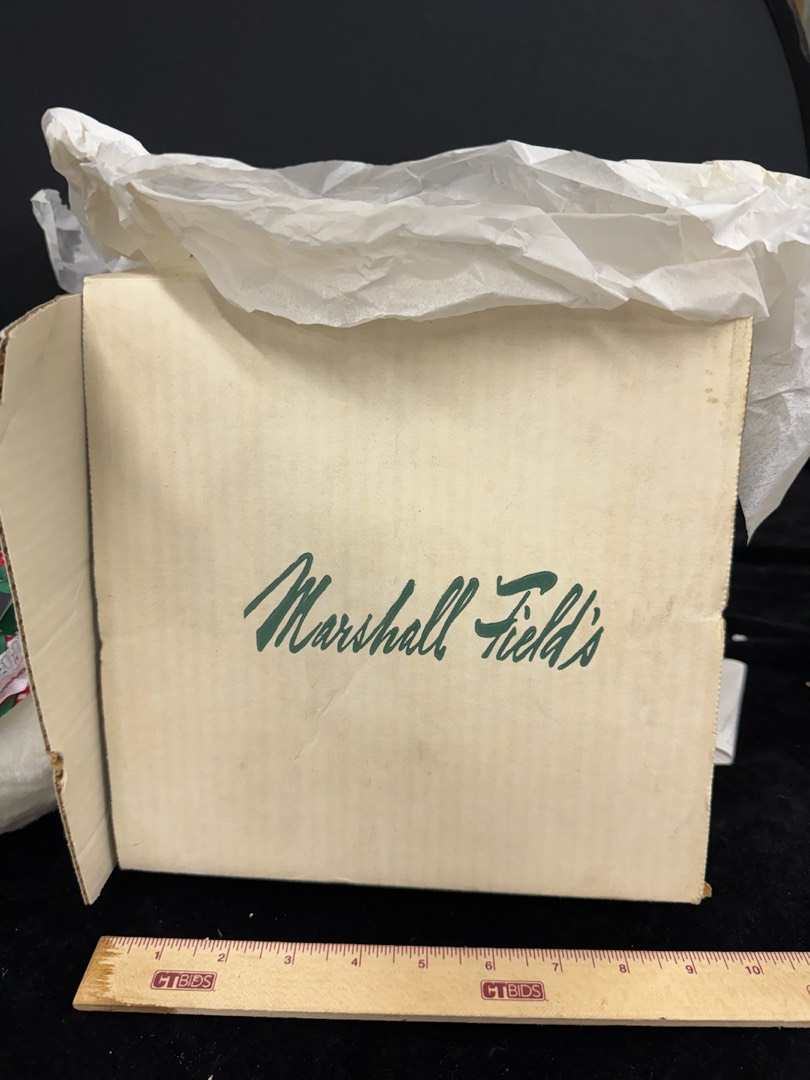 Marshall Field's
1 2 3 4 5 6 7 8 9 10
CTBIDS CTBIDS